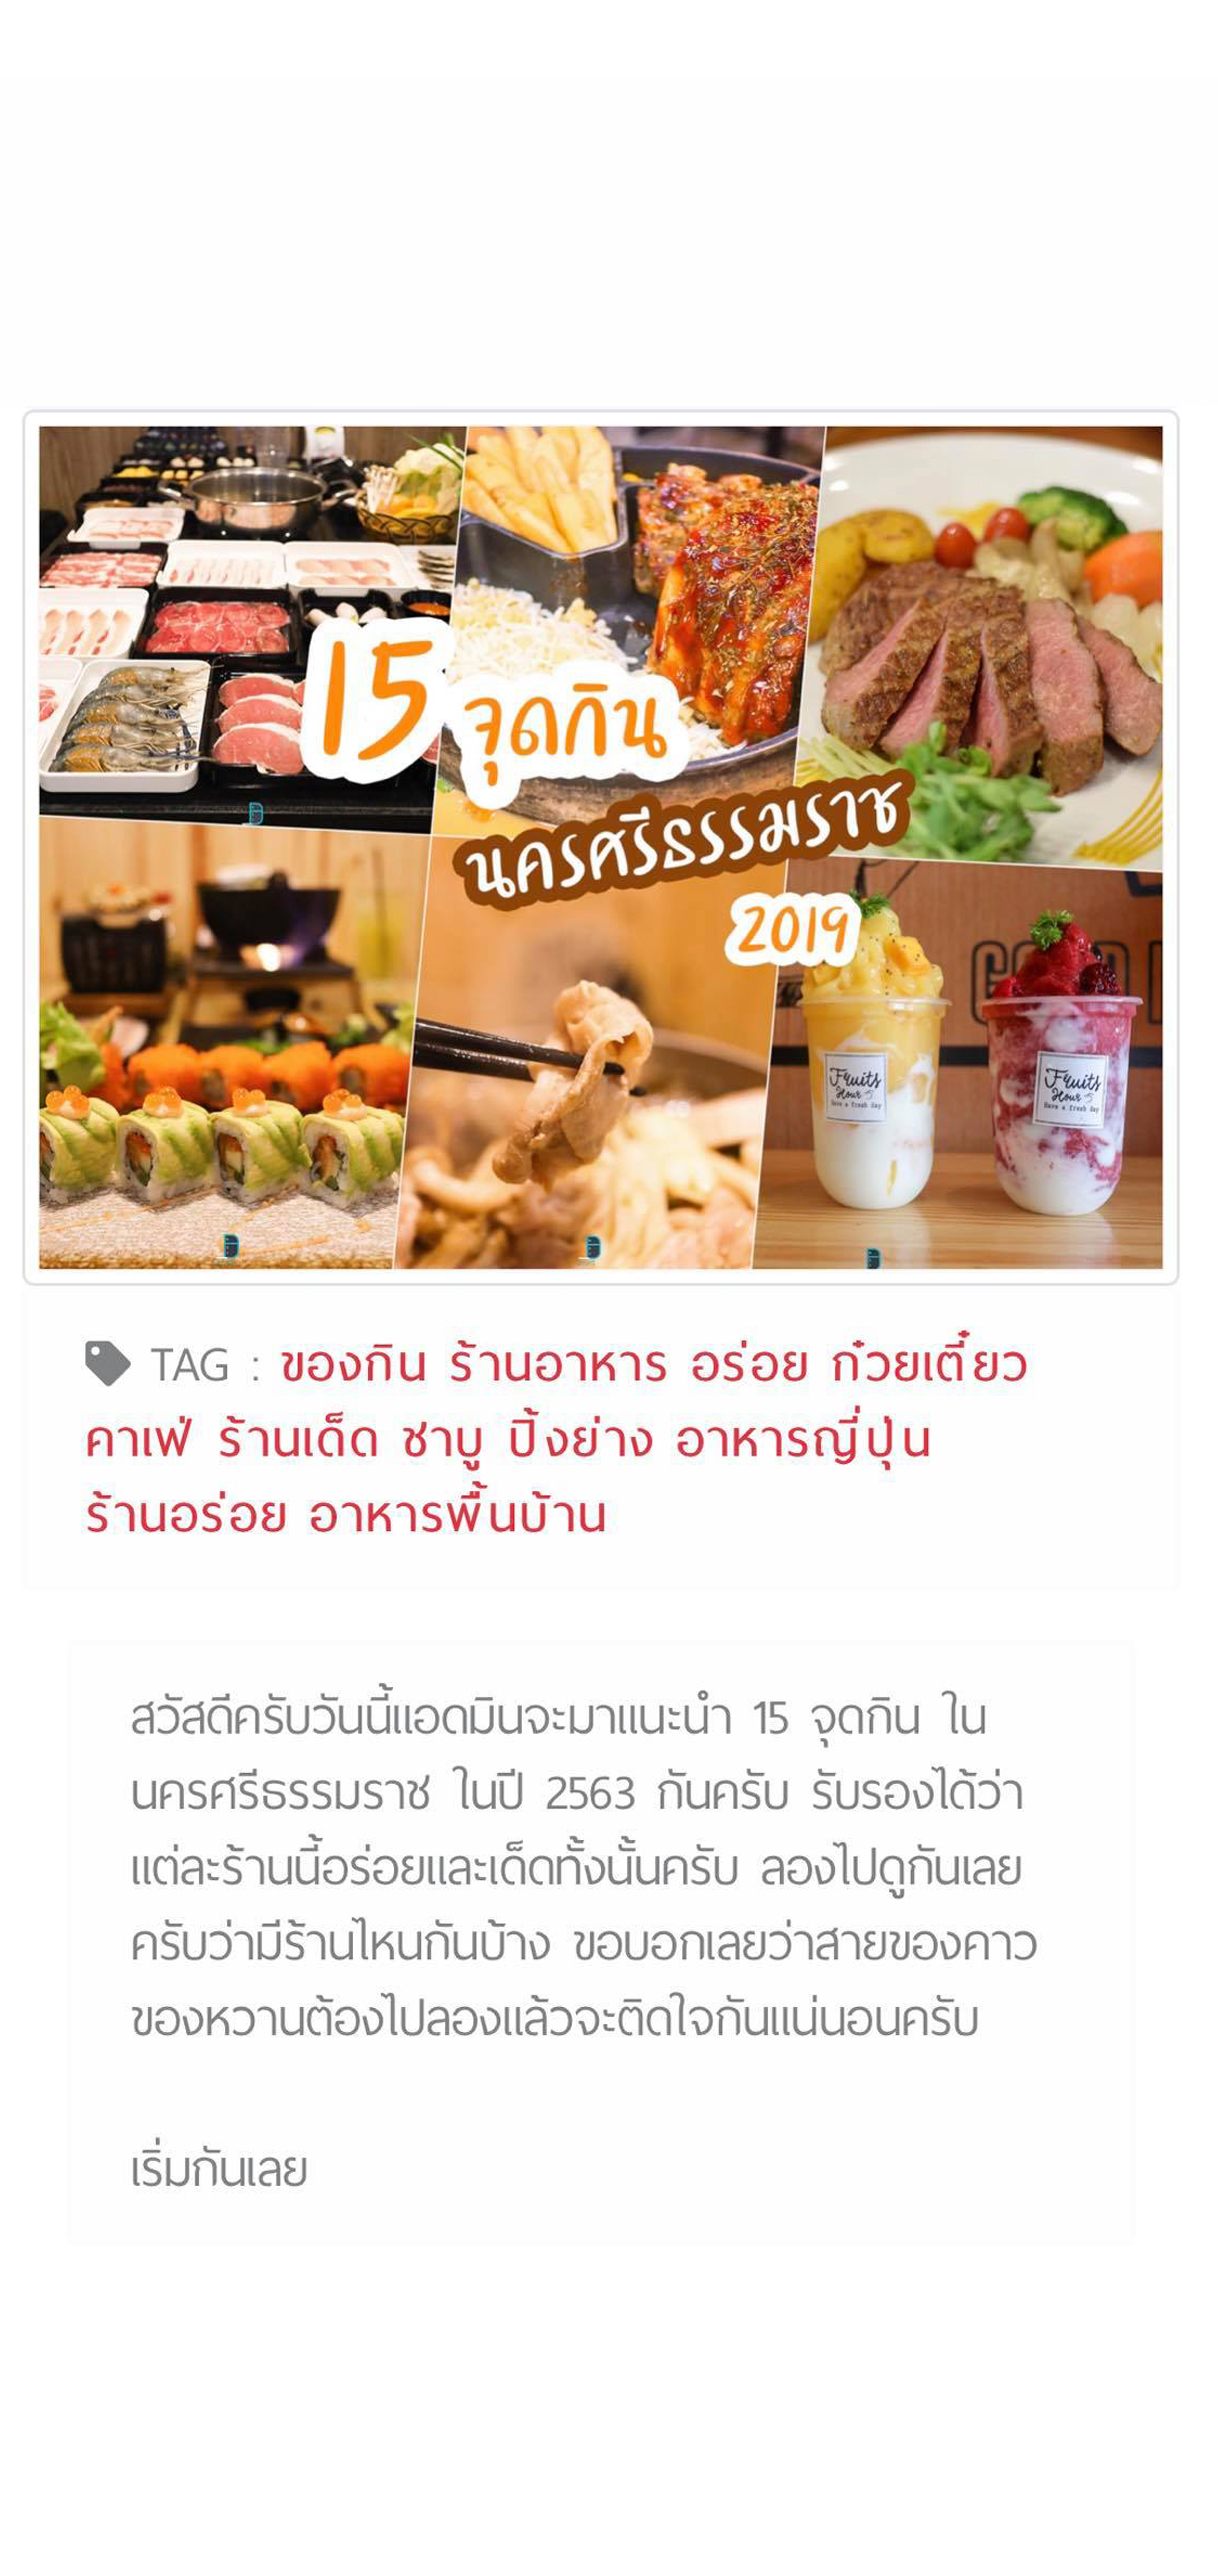 15 จุดกิน
นครศรีธรรมราช
2019
Fruits
Hour
Have a fresh day
Fruits
Hour
Have a fresh day
TAG : ของกิน ร้านอาหาร อร่อย ก๋วยเตี๋ยว
คาเฟ่ ร้านเด็ด ชาบู ปิ้งย่าง อาหารญี่ปุ่น
ร้านอร่อย อาหารพื้นบ้าน
สวัสดีครับวันนี้แอดมินจะมาแนะนำ 15 จุดกิน ใน
นครศรีธรรมราช ในปี 2563 กันครับ รับรองได้ว่า
แต่ละร้านนี้อร่อยและเด็ดทั้งนั้นครับ ลองไปดูกันเลย
ครับว่ามีร้านไหนกันบ้าง ขอบอกเลยว่าสายของคาว
ของหวานต้องไปลองแล้วจะติดใจกันแน่นอนครับ
เริ่มกันเลย